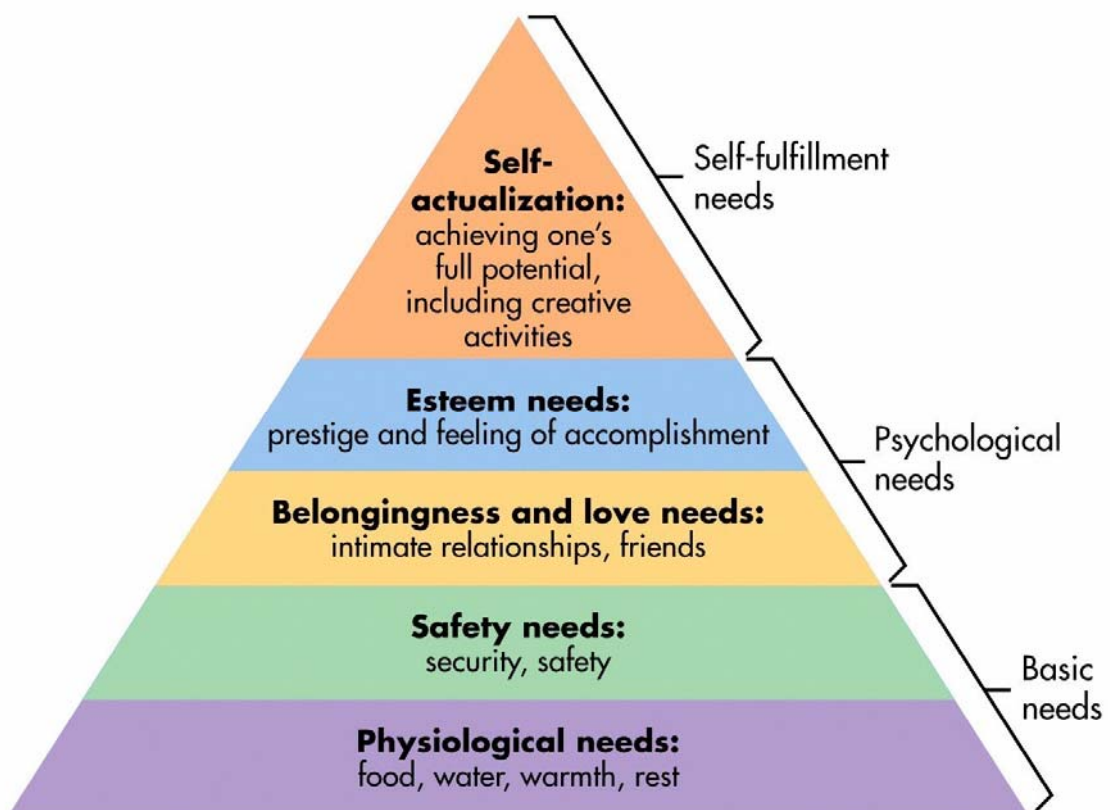 Self-
actualization:
achieving one's
full potential,
including creative
activities
Self-fulfillment
needs
Esteem needs:
prestige and feeling of accomplishment
Psychological
needs
Belongingness and love needs:
intimate relationships, friends
Safety needs:
security, safety
Basic
needs
Physiological needs:
food, water, warmth, rest